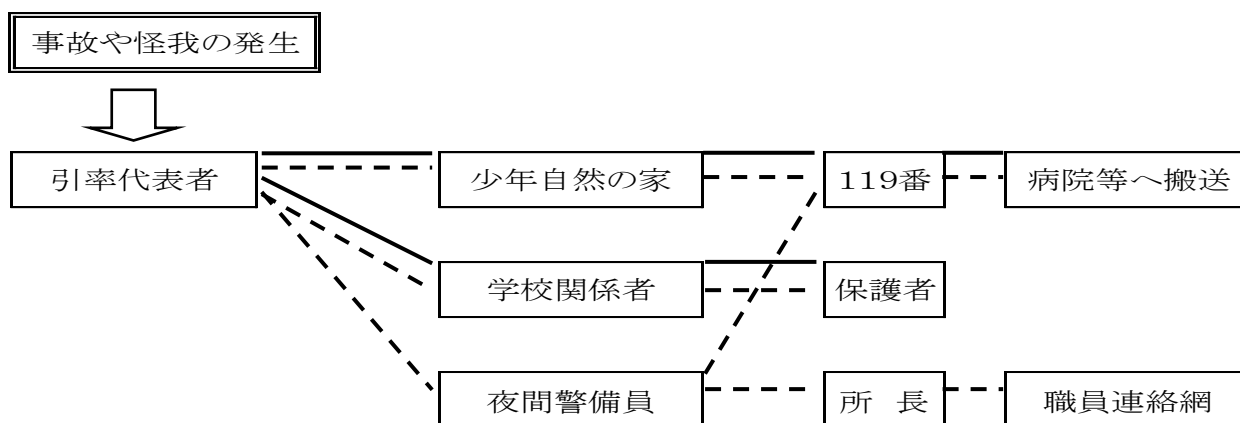 事故や怪我の発生
引率代表者
少年自然の家
119番
病院等へ搬送
学校関係者
保護者
夜間警備員
所 長
職員連絡網